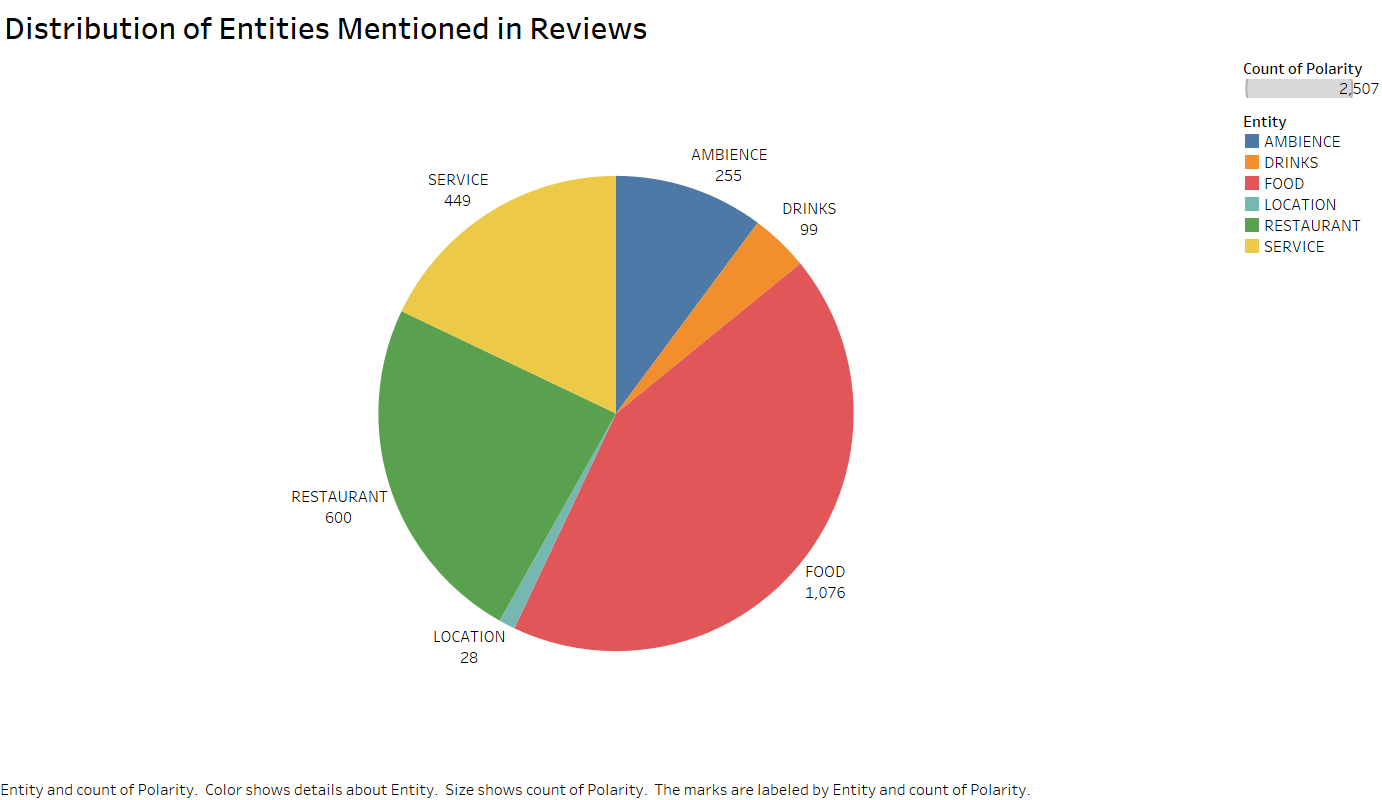 Distribution of Entities Mentioned in Reviews
Count of Polarity
2,507
Entity
AMBIENCE
DRINKS
FOOD
LOCATION
RESTAURANT
SERVICE
AMBIENCE
255
DRINKS
99
SERVICE
449
RESTAURANT
600
FOOD
1,076
LOCATION
28
Entity and count of Polarity.  Color shows details about Entity.  Size shows count of Polarity.  The marks are labeled by Entity and count of Polarity.